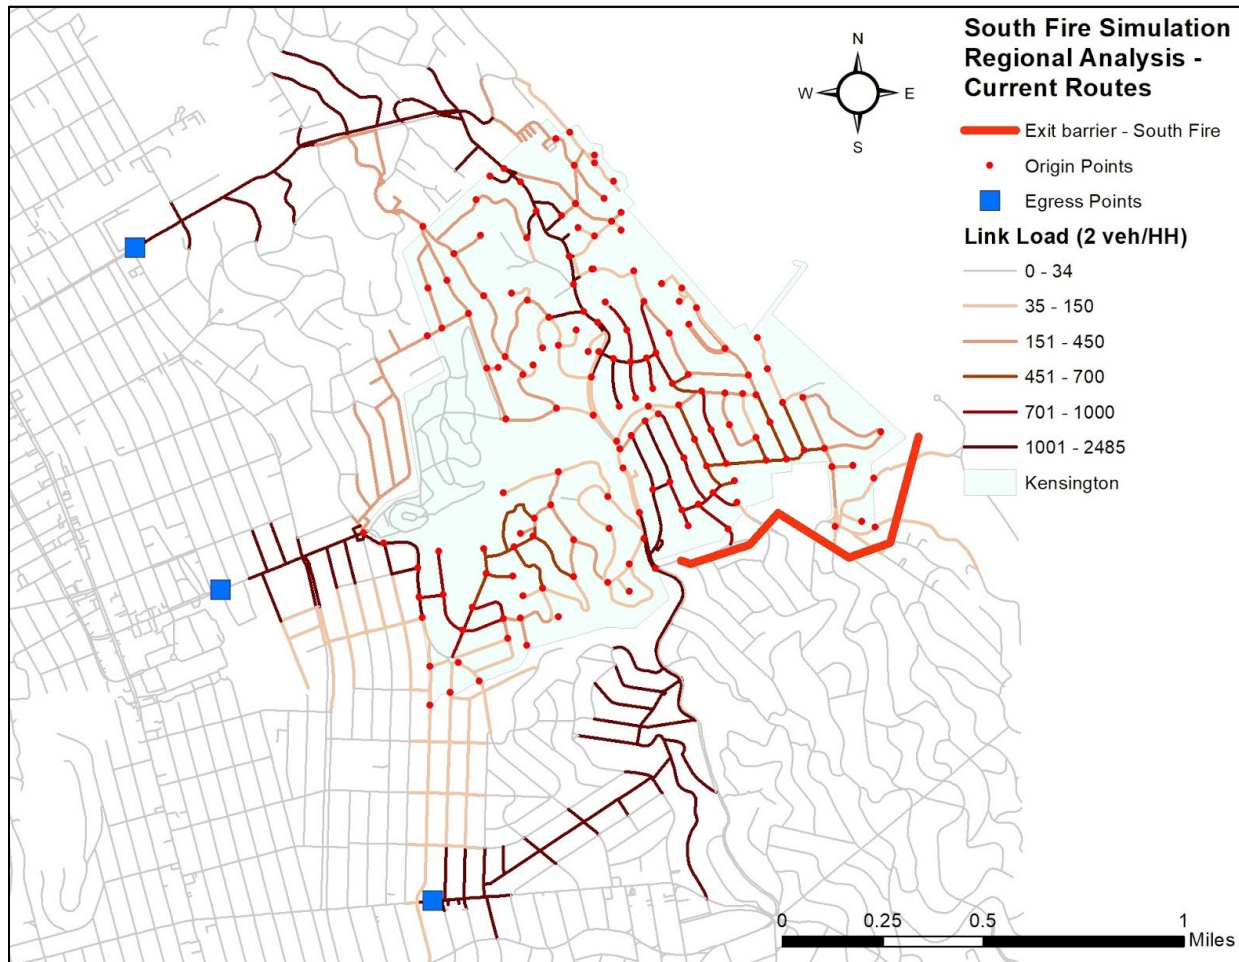 South Fire Simulation
Regional Analysis -
Current Routes
N
W
E
S
Exit barrier - South Fire
Origin Points
Egress Points
Link Load (2 veh/HH)
0 - 34
35 - 150
151 - 450
451 - 700
701 - 1000
1001 - 2485
Kensington
0 0.25 0.5 1
Miles